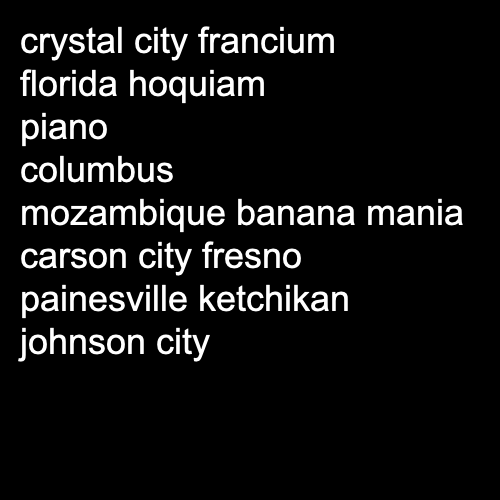 crystal city francium
florida hoquiam
piano
columbus
mozambique banana mania
carson city fresno
painesville ketchikan
johnson city